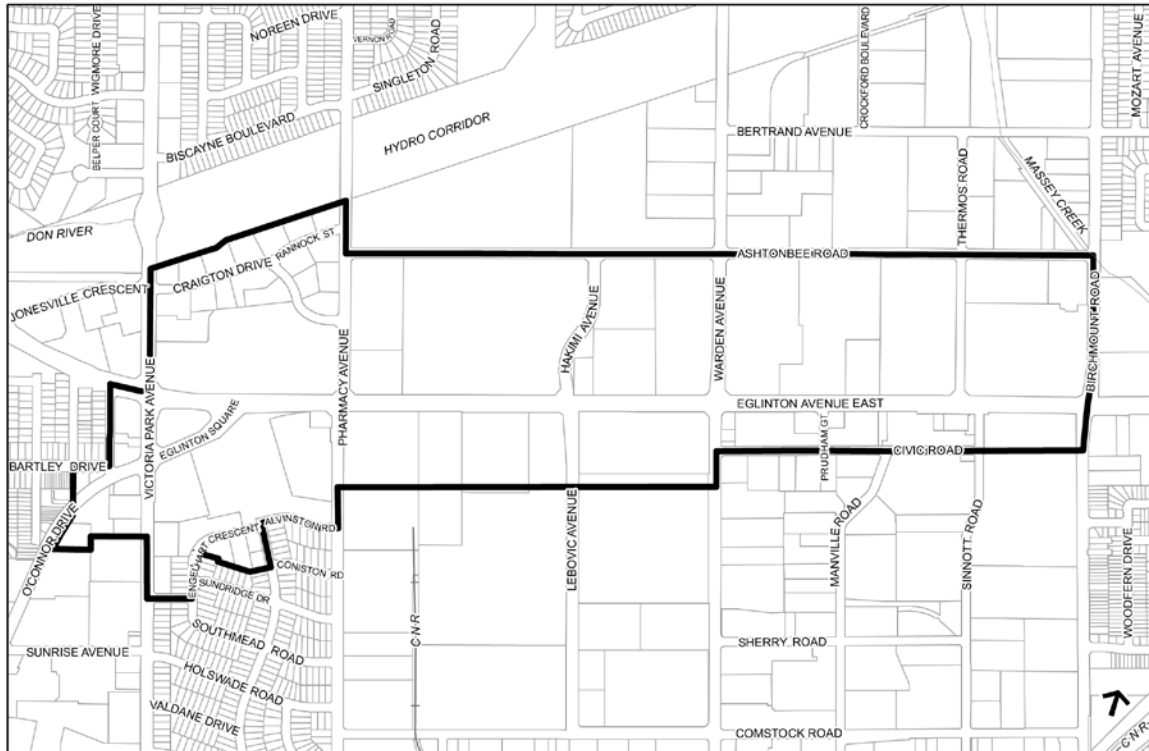 NOREEN DRIVE
VERNON ROAD
SINGLETON ROAD
BELPER COURT
WIGMORE DRIVE
BISCAYNE BOULEVARD
HYDRO CORRIDOR
CROCKFORD BOULEVARD
MOZART AVENUE
BERTRAND AVENUE
THERMOS ROAD
MASSEY CREEK
DON RIVER
RANNOCK ST
CRAIGTON DRIVE
JONESVILLE CRESCENT
ASHTONBEE ROAD
HAKIMI AVENUE
WARDEN AVENUE
BIRCHMOUNT ROAD
PHARMACY AVENUE
VICTORIA PARK AVENUE
EGLINTON SQUARE
EGLINTON AVENUE EAST
PRUDHAM GT
CIVIC ROAD
BARTLEY DRIVE
O'CONNOR DRIVE
ENGELHART CRESCENT
ALVINSTON RD
CONISTON RD
SUNDRIDGE DR
LEBOVIC AVENUE
MANVILLE ROAD
SINNOTT ROAD
WOODFERN DRIVE
SOUTHMEAD ROAD
SUNRISE AVENUE
HOLSWADE ROAD
VALDANE DRIVE
C N R
SHERRY ROAD
COMSTOCK ROAD
C N R